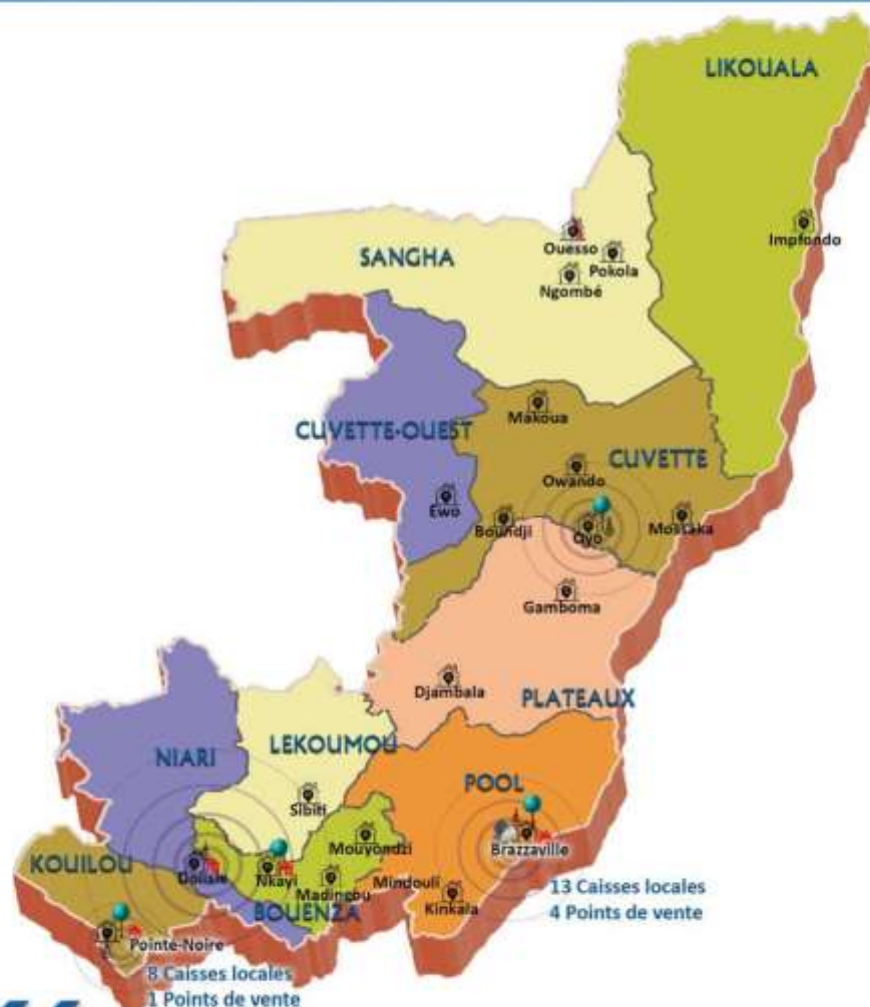 LIKOUALA
Impfondo
Ouesso
Pokola
SANGHA
Ngombé
Makoua
CUVETTE-OUEST
CUVETTE
Owando
Ewo
Boundji
Oyo
Mossaka
Gamboma
Djambala
PLATEAUX
LEKOUMOU
NIARI
POOL
Sibiti
Mouyondzi
Brazzaville
KOUILOU
Dolisie
Nkayi
Madingou
Mindouli
13 Caisses locales
4 Points de vente
Kinkala
BOUENZA
Pointe-Noire
8 Caisses locales
1 Points de vente